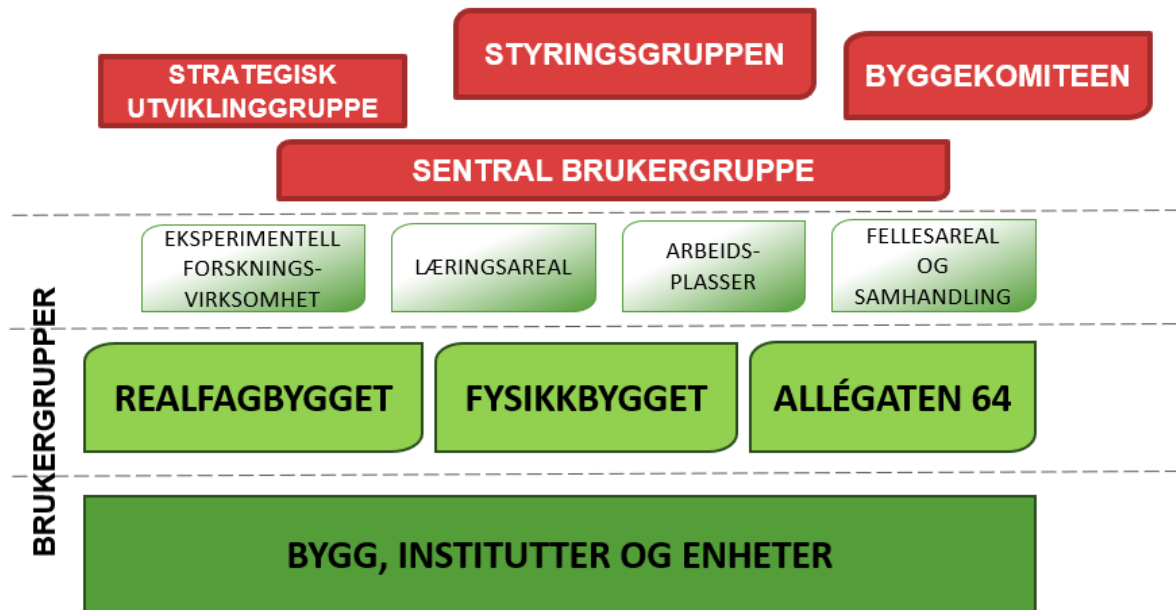 STRATEGISK
UTVIKLINGGRUPPE
STYRINGSGRUPPEN
BYGGEKOMITEEN
SENTRAL BRUKERGRUPPE
EKSPERIMENTELL
FORSKNINGS-
VIRKSOMHET
LÆRINGSAREAL
ARBEIDS-
PLASSER
FELLESAREAL
OG
SAMHANDLING
BRUKERGRUPPER
REALFAGBYGGET
FYSIKKBYGGET
ALLÉGATEN 64
BYGG, INSTITUTTER OG ENHETER